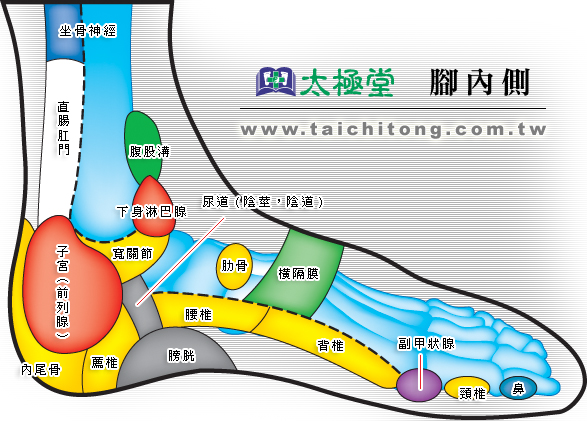 坐骨神經
太極堂 腳內側
www.taichitong.com.tw
直腸肛門
腹股溝
下身淋巴腺
尿道(陰莖,陰道)
子宮(前列腺)
寬關節
肋骨
橫隔膜
腰椎
背椎
副甲狀腺
內尾骨
薦椎
膀胱
頸椎
鼻